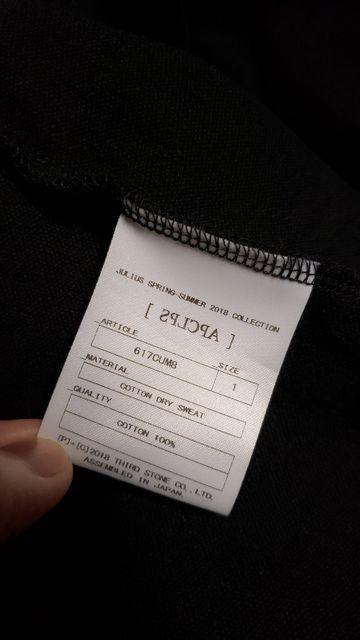 JULIUS SPRING-SUMMER 2018 COLLECTION
[ APCLPS ]
ARTICLE
SIZE
617CUM8
1
MATERIAL
COTTON DRY SWEAT
QUALITY
COTTON 100%
(P)+(C)2018 THIRD STONE CO., LTD.
ASSEMBLED IN JAPAN.